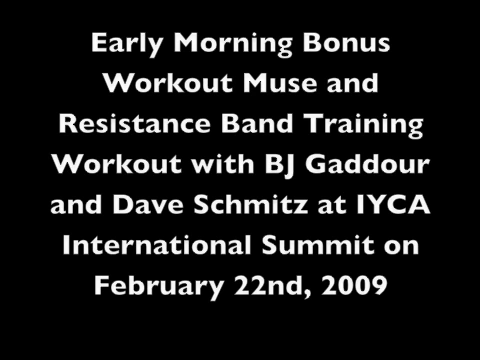 Early Morning Bonus
Workout Muse and
Resistance Band Training
Workout with BJ Gaddour
and Dave Schmitz at IYCA
International Summit on
February 22nd, 2009